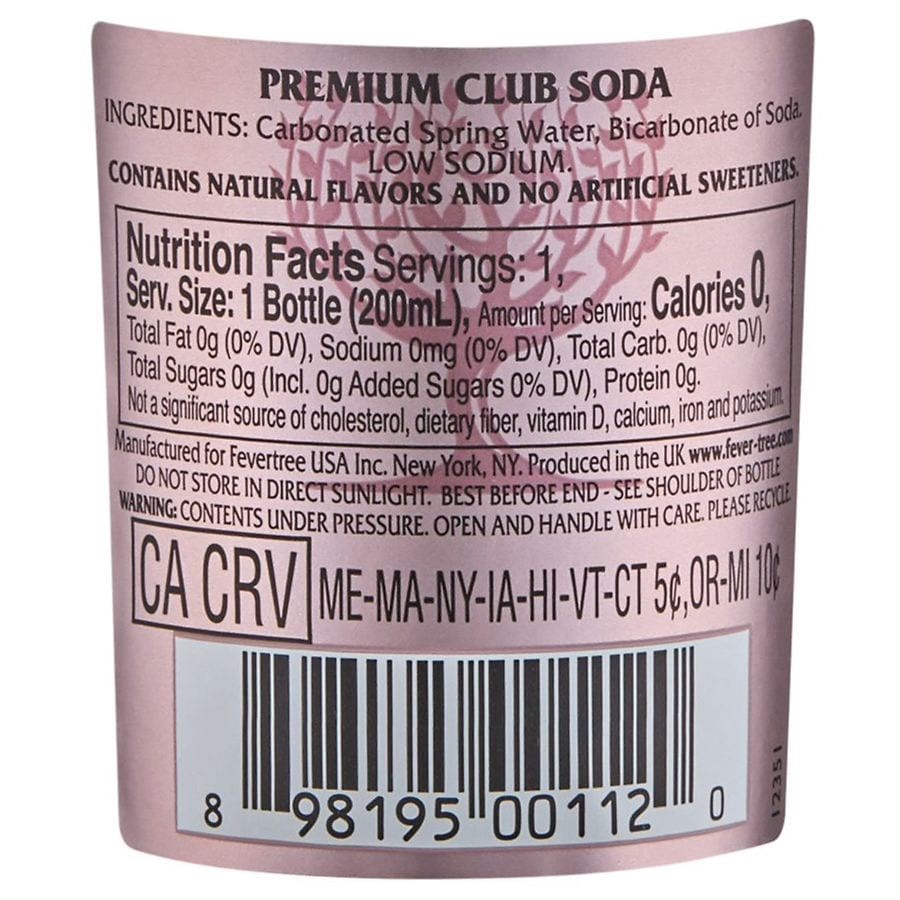 PREMIUM CLUB SODA
INGREDIENTS: Carbonated Spring Water, Bicarbonate of Soda.
LOW SODIUM.
CONTAINS NATURAL FLAVORS AND NO ARTIFICIAL SWEETENERS.
Nutrition Facts Servings: 1,
Serv. Size: 1 Bottle (200mL), Amount per Serving: Calories 0,
Total Fat 0g (0% DV), Sodium 0mg (0% DV), Total Carb. 0g (0% DV),
Total Sugars 0g (Incl. 0g Added Sugars 0% DV), Protein 0g.
Not a significant source of cholesterol, dietary fiber, vitamin D, calcium, iron and potassium.
Manufactured for Fevertree USA Inc. New York, NY. Produced in the UK www.fever-tree.com
DO NOT STORE IN DIRECT SUNLIGHT. BEST BEFORE END - SEE SHOULDER OF BOTTLE
WARNING: CONTENTS UNDER PRESSURE. OPEN AND HANDLE WITH CARE. PLEASE RECYCLE.
CA CRV ME-MA-NY-IA-HI-VT-CT 5¢,OR-MI 10¢
8 98195 00112 0
12351